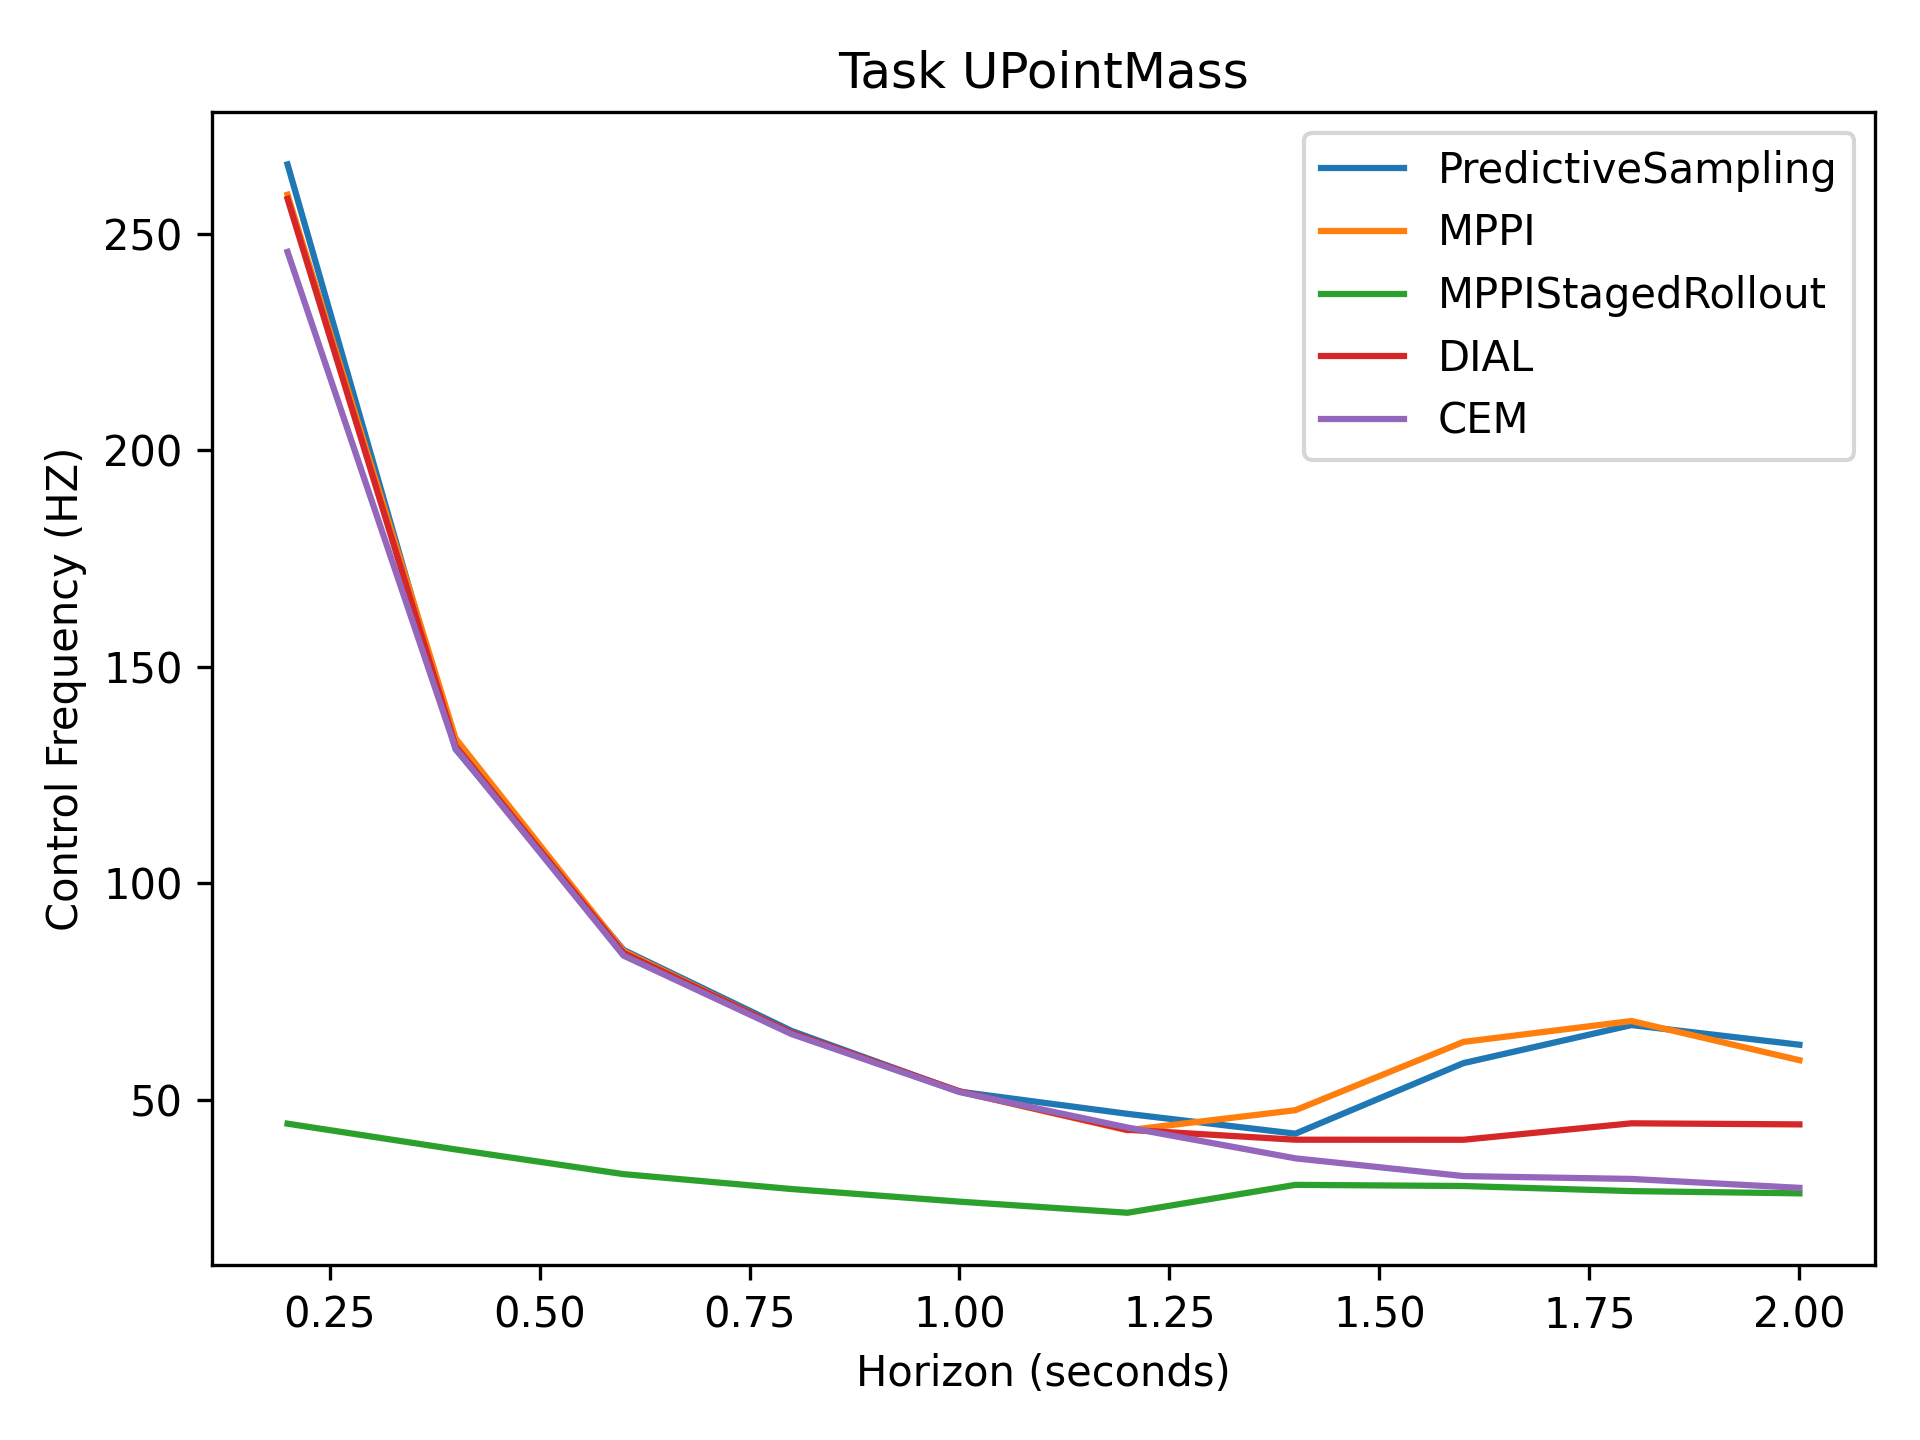 Task UPointMass
PredictiveSampling
MPPI
MPPIStagedRollout
DIAL
CEM
Control Frequency (HZ)
250
200
150
100
50
0.25 0.50 0.75 1.00 1.25 1.50 1.75 2.00
Horizon (seconds)